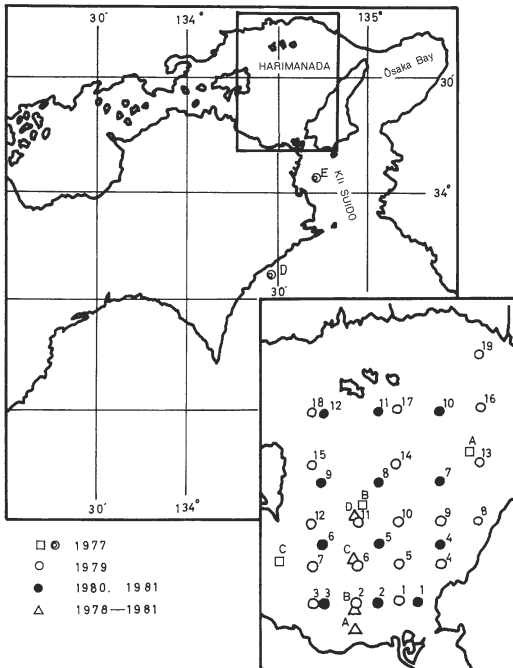 30´ 134° 135°
HARIMANADA
Ōsaka Bay
30´
E
KII SUIDO
34°
D
30´
30´ 134°
19
18 12 11 17 10 16
A
15 14 13
9 8 7
B
D
12 11 10 9 8
6 5 4
C C
7 6 5 4
B
3 3 2 2 1 1
A
1977
1979
1980. 1981
1978—1981